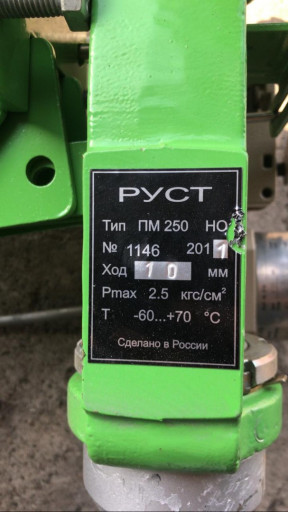 РУСТ
Тип ПМ 250 НО
№ 1146 2011
Ход 10 мм
Pmax 2.5 кгс/см²
Т -60...+70 °С
Сделано в России